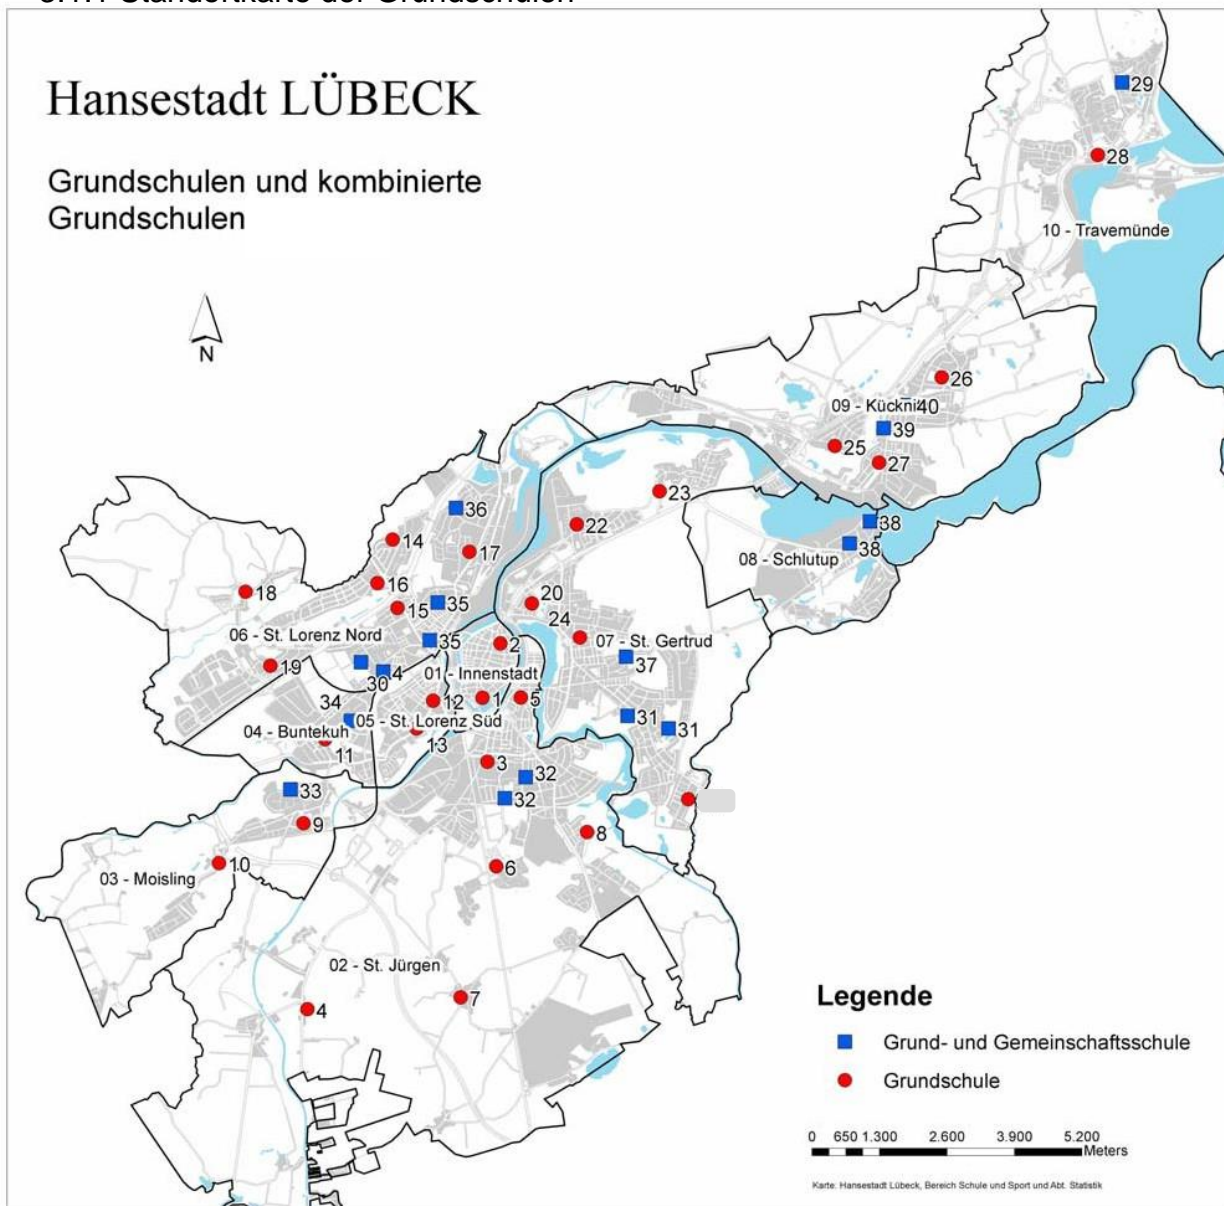 Hansestadt LÜBECK
Grundschulen und kombinierte
Grundschulen
N
29
28
10 - Travemünde
26
09 - Kückni
40
39
25
27
23
36
22
38
14
17
38
08 - Schlutup
18
16
20
15
35
24
06 - St. Lorenz Nord
35
2
07 - St. Gertrud
19
4
37
30
01 - Innenstadt
34
12
1
5
04 - Buntekuh
05 - St. Lorenz Süd
31
31
11
13
3
32
33
32
9
8
10
6
03 - Moisling
02 - St. Jürgen
7
4
Legende
Grund- und Gemeinschaftsschule
Grundschule
0 650 1.300 2.600 3.900 5.200
Meters
Karte: Hansestadt Lübeck, Bereich Schule und Sport und Abt. Statistik